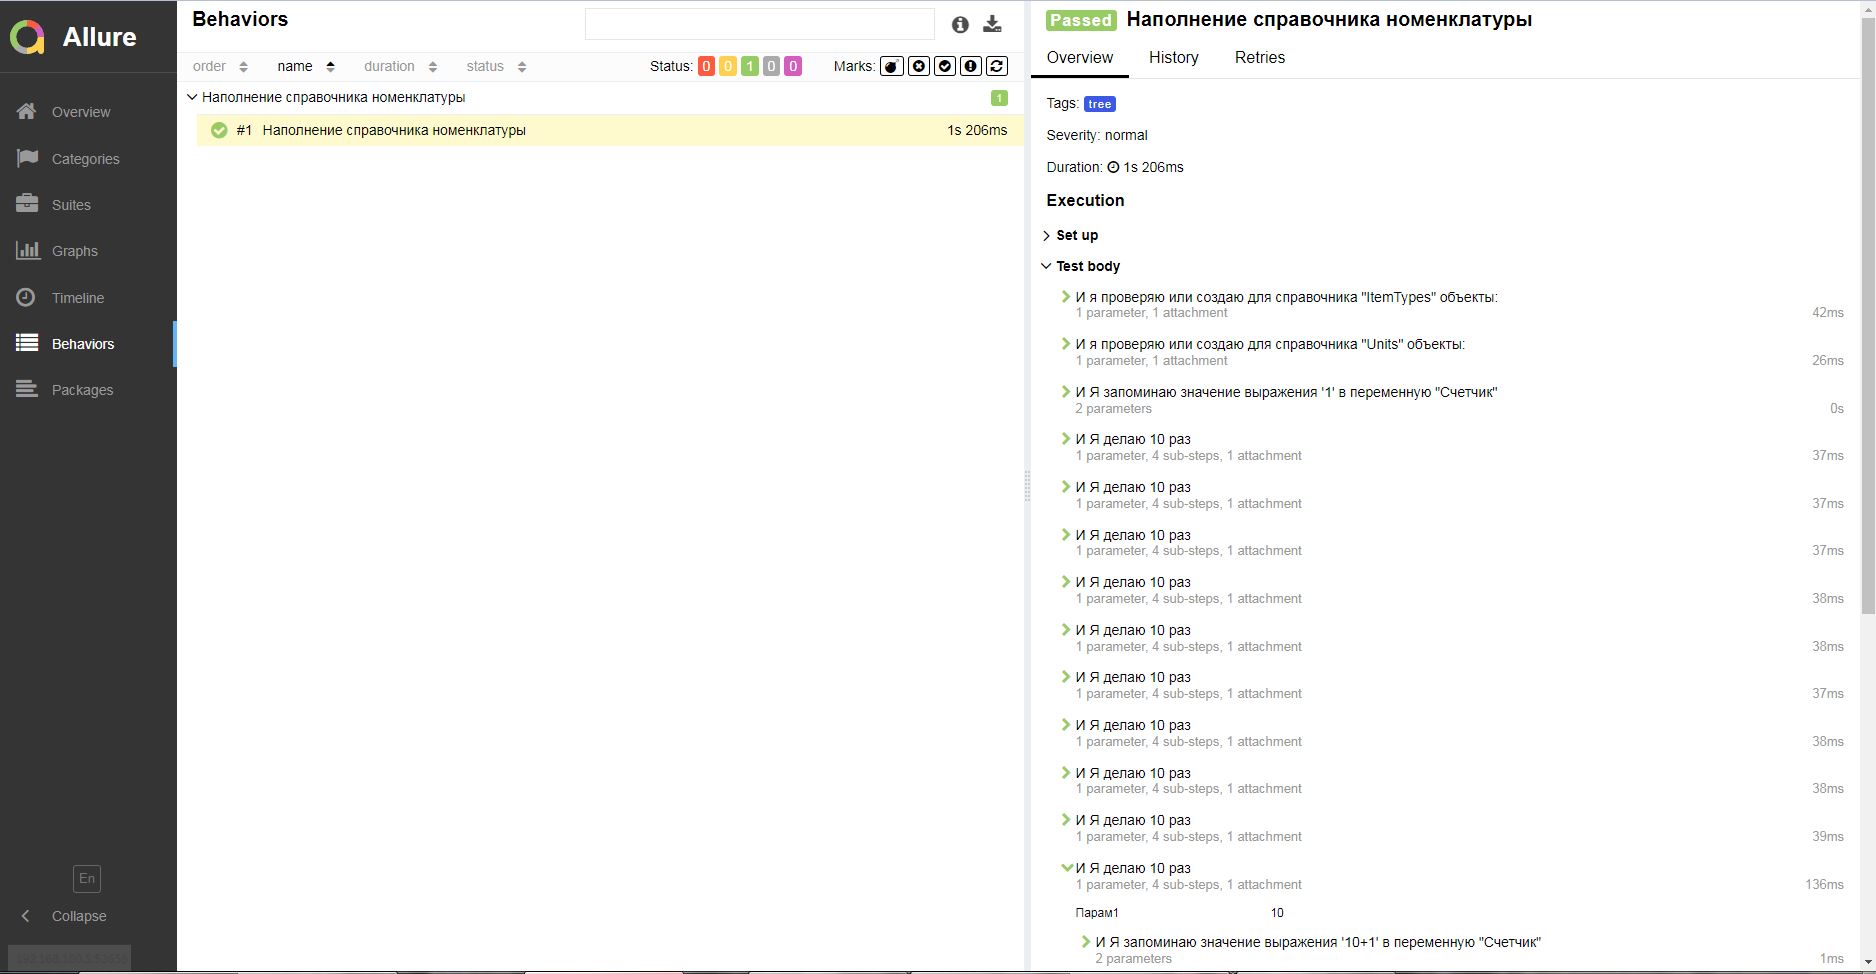 Allure
Overview
Categories
Suites
Graphs
Timeline
Behaviors
Packages
En
Collapse
Behaviors
order name duration status Status: 0 0 1 0 0 Marks:
Наполнение справочника номенклатуры 1
#1 Наполнение справочника номенклатуры 1s 206ms
Passed Наполнение справочника номенклатуры
Overview History Retries
Tags: tree
Severity: normal
Duration: 1s 206ms
Execution
Set up
Test body
И я проверяю или создаю для справочника "ItemTypes" объекты:
1 parameter, 1 attachment 42ms
И я проверяю или создаю для справочника "Units" объекты:
1 parameter, 1 attachment 26ms
И Я запоминаю значение выражения '1' в переменную "Счетчик"
2 parameters 0s
И Я делаю 10 раз
1 parameter, 4 sub-steps, 1 attachment 37ms
И Я делаю 10 раз
1 parameter, 4 sub-steps, 1 attachment 37ms
И Я делаю 10 раз
1 parameter, 4 sub-steps, 1 attachment 37ms
И Я делаю 10 раз
1 parameter, 4 sub-steps, 1 attachment 38ms
И Я делаю 10 раз
1 parameter, 4 sub-steps, 1 attachment 38ms
И Я делаю 10 раз
1 parameter, 4 sub-steps, 1 attachment 37ms
И Я делаю 10 раз
1 parameter, 4 sub-steps, 1 attachment 38ms
И Я делаю 10 раз
1 parameter, 4 sub-steps, 1 attachment 38ms
И Я делаю 10 раз
1 parameter, 4 sub-steps, 1 attachment 39ms
И Я делаю 10 раз
1 parameter, 4 sub-steps, 1 attachment 136ms
Парам1 10
И Я запоминаю значение выражения '10+1' в переменную "Счетчик"
2 parameters 1ms